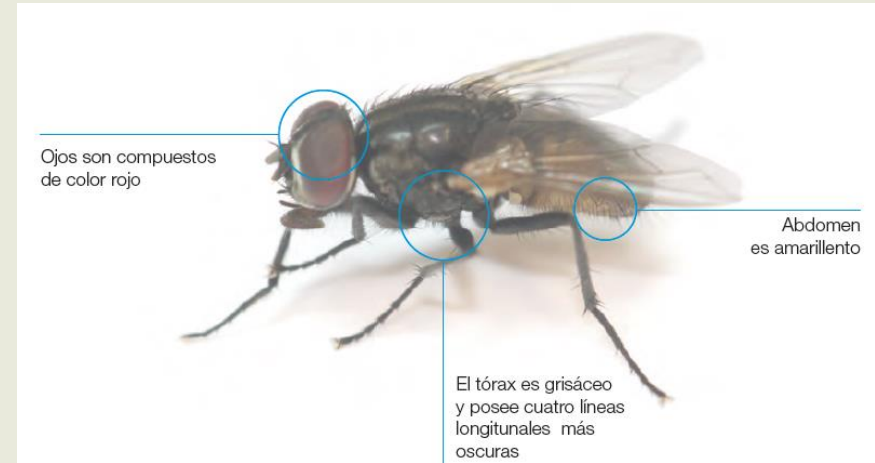 Ojos son compuestos
de color rojo
Abdomen
es amarillento
El tórax es grisáceo
y posee cuatro líneas
longitunales más
oscuras